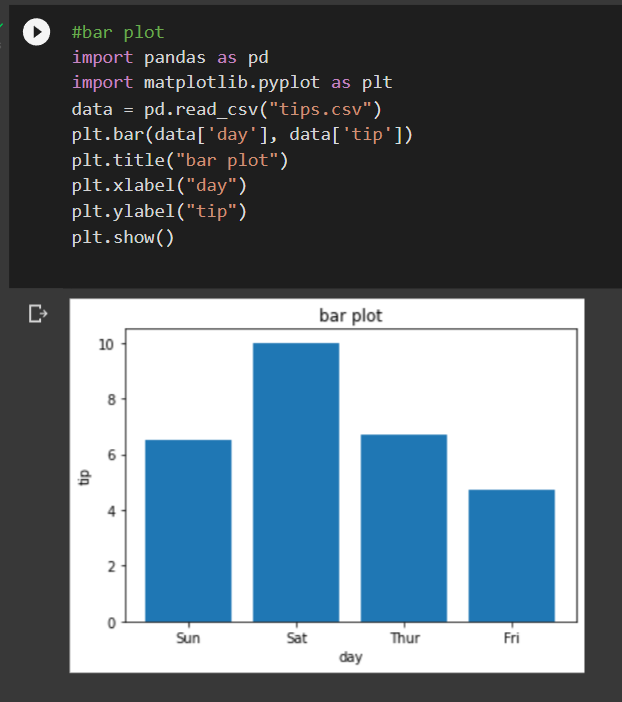 #bar plot
import pandas as pd
import matplotlib.pyplot as plt
data = pd.read_csv("tips.csv")
plt.bar(data['day'], data['tip'])
plt.title("bar plot")
plt.xlabel("day")
plt.ylabel("tip")
plt.show()
bar plot
10
8
6
4
2
0
tip
Sun Sat Thur Fri
day